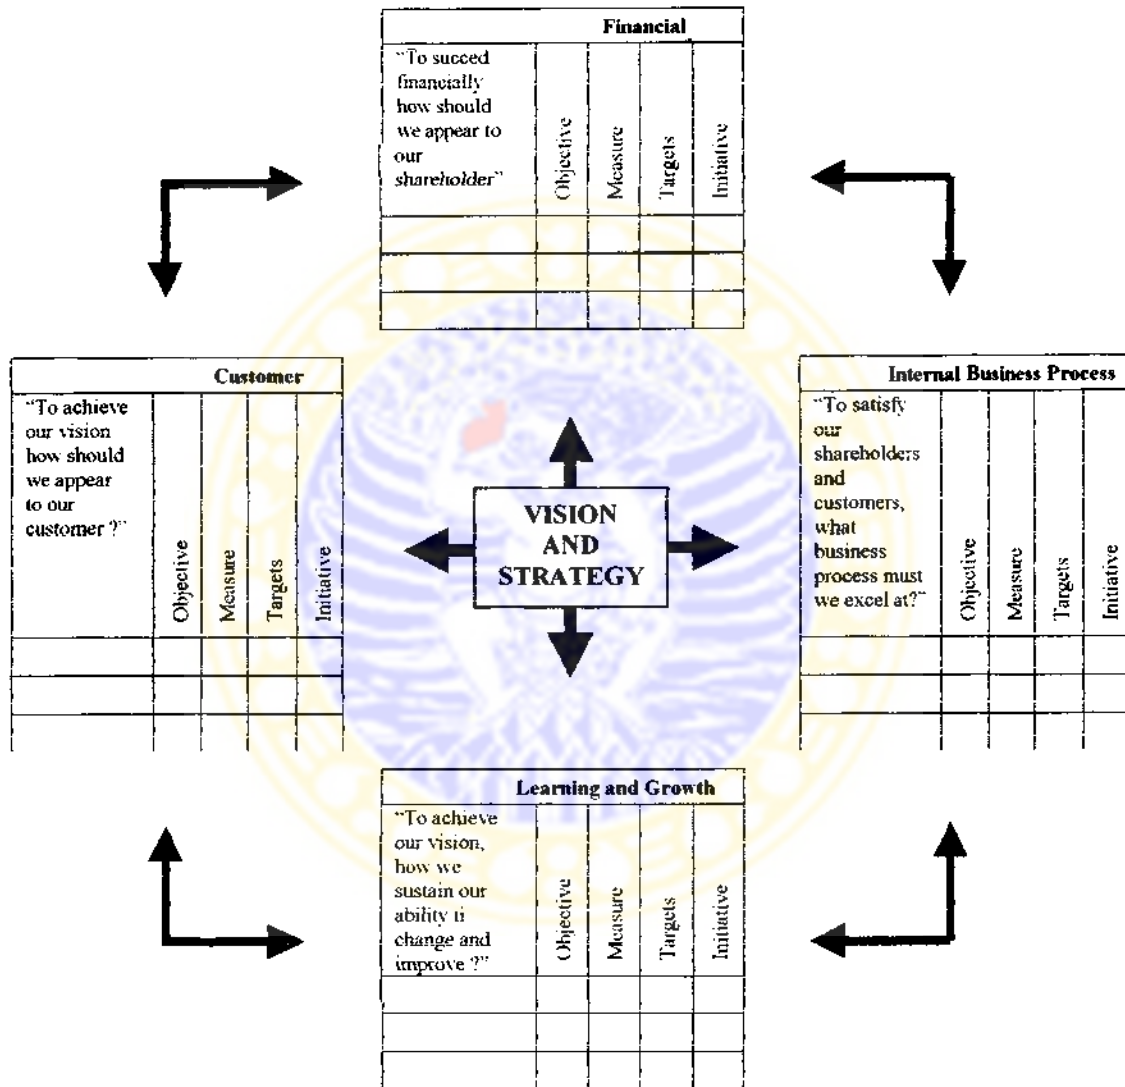 Financial
“To succed
financially
how should
we appear to
our
shareholder”
Objective
Measure
Targets
Initiative
Customer
“To achieve
our vision
how should
we appear
to our
customer ?”
Objective
Measure
Targets
Initiative
VISION
AND
STRATEGY
Internal Business Process
“To satisfy
our
shareholders
and
customers,
what
business
process must
we excel at?”
Objective
Measure
Targets
Initiative
Learning and Growth
“To achieve
our vision,
how we
sustain our
ability ti
change and
improve ?”
Objective
Measure
Targets
Initiative